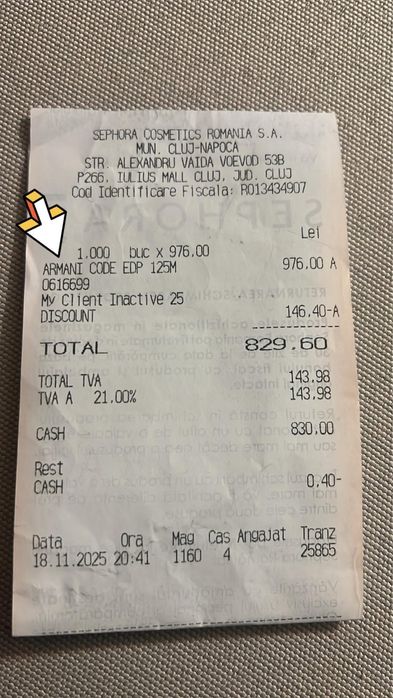 SEPHORA COSMETICS ROMANIA S.A.
MUN. CLUJ-NAPOCA
STR. ALEXANDRU VAIDA VOEVOD 53B
P266, IULIUS MALL CLUJ, JUD. CLUJ
Cod Identificare Fiscala: RO13434907
Lei
1.000 buc x 976.00
ARMANI CODE EDP 125M 976.00 A
0616699
My Client Inactive 25
DISCOUNT 146.40-A
TOTAL 829.60
TOTAL TVA 143.98
TVA A 21.00% 143.98
CASH 830.00
Rest
CASH 0.40-
Data Ora Mag Cas Angajat Tranz
18.11.2025 20:41 1160 4 25865